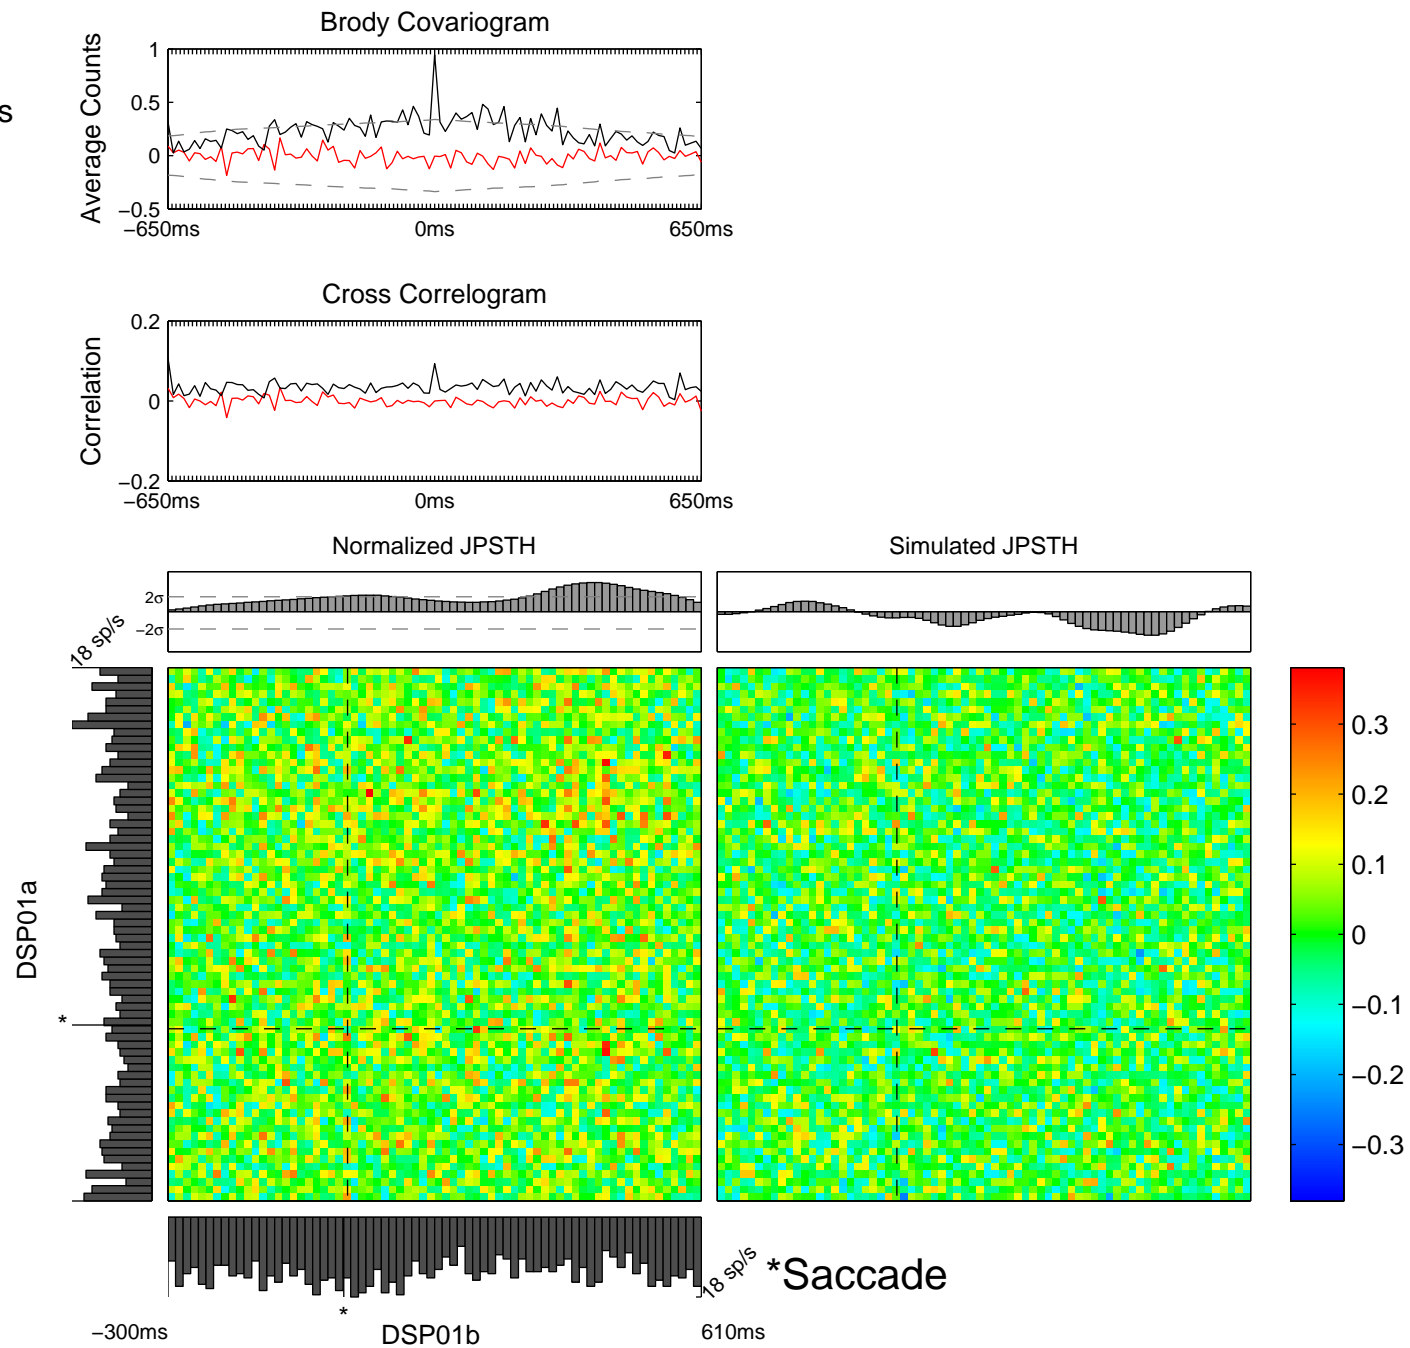 Brody Covariogram
s
Average Counts
1
0.5
0
−0.5
−650ms 0ms 650ms
Cross Correlogram
Correlation
0.2
0
−0.2
−650ms 0ms 650ms
Normalized JPSTH Simulated JPSTH
2σ
−2σ
18 sp/s
DSP01a
*
0.3
0.2
0.1
0
−0.1
−0.2
−0.3
18 sp/s
*Saccade
*
−300ms DSP01b 610ms